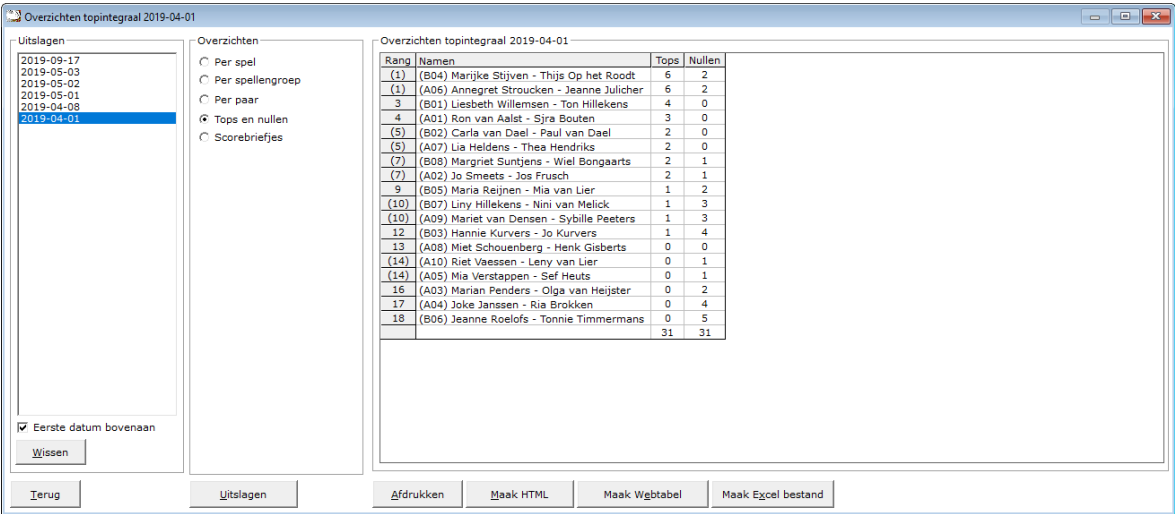 Overzichten topintegraal 2019-04-01
Uitslagen
2019-09-17
2019-05-03
2019-05-02
2019-05-01
2019-04-08
2019-04-01
Eerste datum bovenaan
Wissen
Terug
Overzichten
Per spel
Per spellengroep
Per paar
Tops en nullen
Scorebriefjes
Uitslagen
Overzichten topintegraal 2019-04-01
Rang Namen Tops Nullen
(1) (B04) Marijke Stijven - Thijs Op het Roodt 6 2
(1) (A06) Annegret Stroucken - Jeanne Julicher 6 2
3 (B01) Liesbeth Willemsen - Ton Hillekens 4 0
4 (A01) Ron van Aalst - Sjra Bouten 3 0
(5) (B02) Carla van Dael - Paul van Dael 2 0
(5) (A07) Lia Heldens - Thea Hendriks 2 0
(7) (B08) Margriet Suntjens - Wiel Bongaarts 2 1
(7) (A02) Jo Smeets - Jos Frusch 2 1
9 (B05) Maria Reijnen - Mia van Lier 1 2
(10) (B07) Liny Hillekens - Nini van Melick 1 3
(10) (A09) Mariet van Densen - Sybille Peeters 1 3
12 (B03) Hannie Kurvers - Jo Kurvers 1 4
13 (A08) Miet Schouenberg - Henk Gisberts 0 0
(14) (A10) Riet Vaessen - Leny van Lier 0 1
(14) (A05) Mia Verstappen - Sef Heuts 0 1
16 (A03) Marian Penders - Olga van Heijster 0 2
17 (A04) Joke Janssen - Ria Brokken 0 4
18 (B06) Jeanne Roelofs - Tonnie Timmermans 0 5
31 31
Afdrukken
Maak HTML
Maak Webtabel
Maak Excel bestand